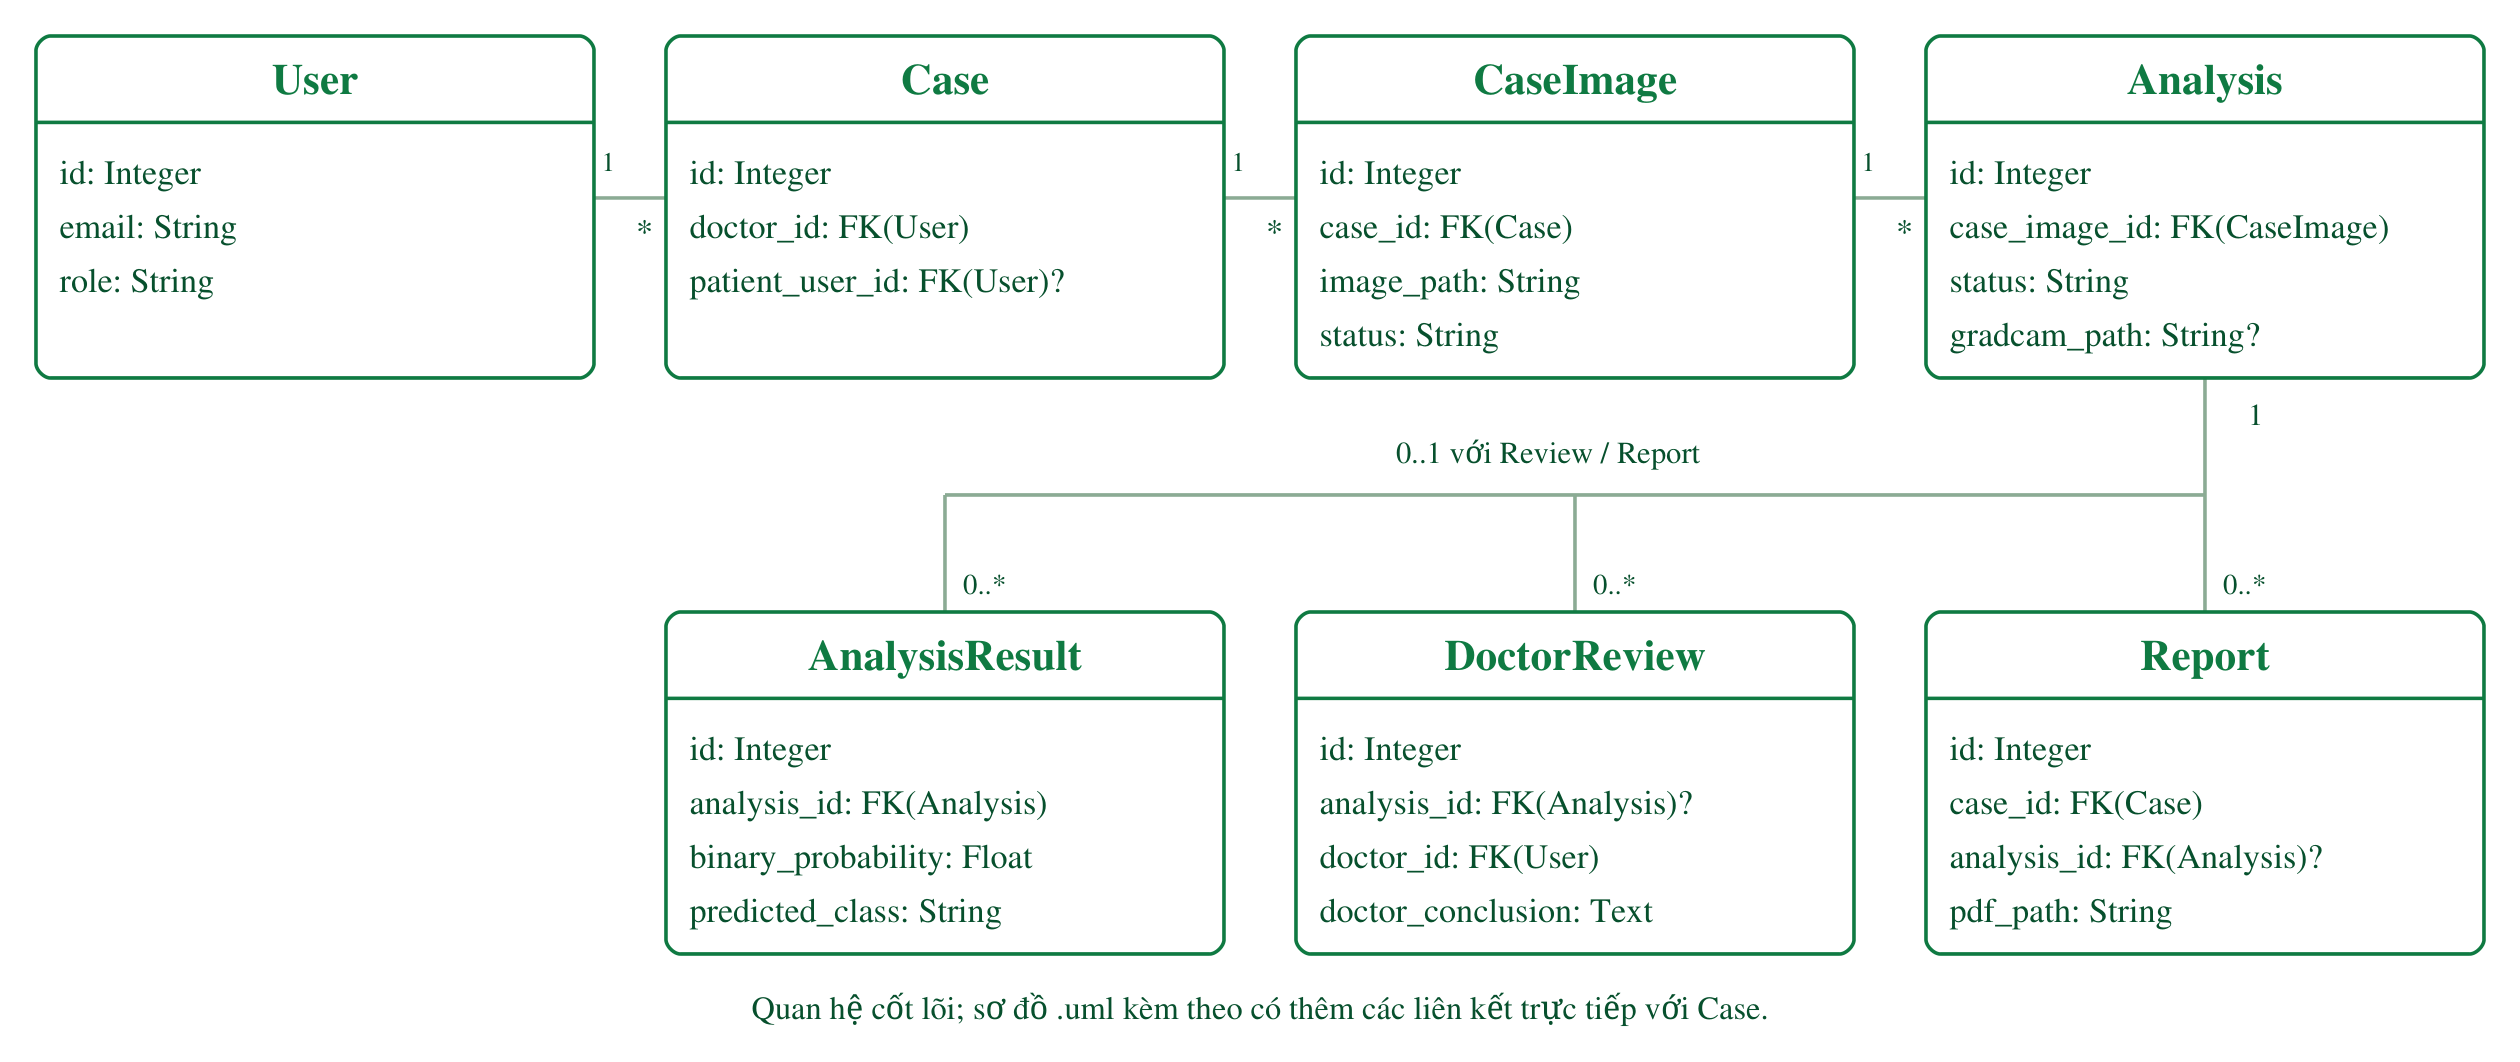 User
id: Integer
email: String
role: String
1
*
Case
id: Integer
doctor_id: FK(User)
patient_user_id: FK(User)?
1
*
CaseImage
id: Integer
case_id: FK(Case)
image_path: String
status: String
1
*
Analysis
id: Integer
case_image_id: FK(CaseImage)
status: String
gradcam_path: String?
1
0..1 với Review / Report
0..*
0..*
0..*
AnalysisResult
id: Integer
analysis_id: FK(Analysis)
binary_probability: Float
predicted_class: String
DoctorReview
id: Integer
analysis_id: FK(Analysis)?
doctor_id: FK(User)
doctor_conclusion: Text
Report
id: Integer
case_id: FK(Case)
analysis_id: FK(Analysis)?
pdf_path: String
Quan hệ cốt lõi; sơ đồ .uml kèm theo có thêm các liên kết trực tiếp với Case.